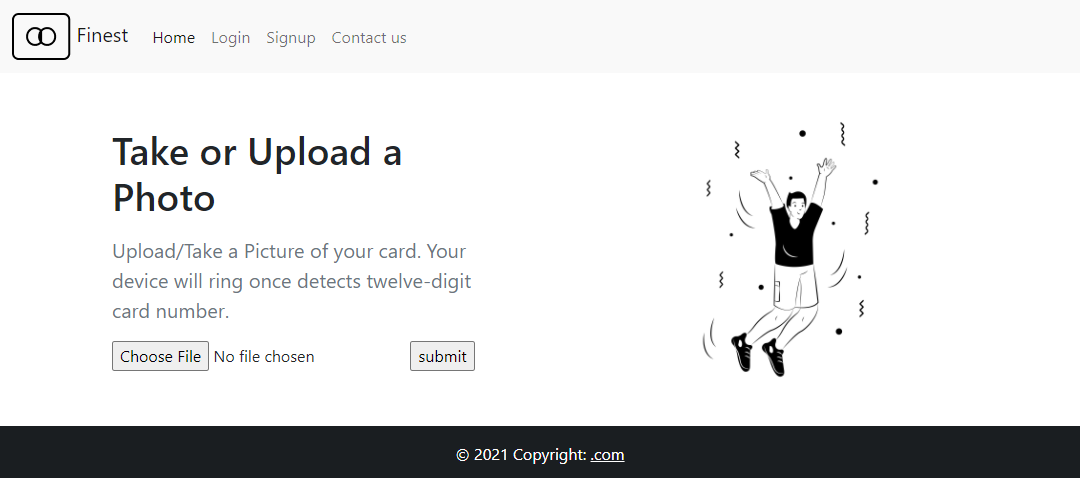 Finest Home Login Signup Contact us
Take or Upload a
Photo
Upload/Take a Picture of your card. Your
device will ring once detects twelve-digit
card number.
Choose File No file chosen submit
© 2021 Copyright: .com